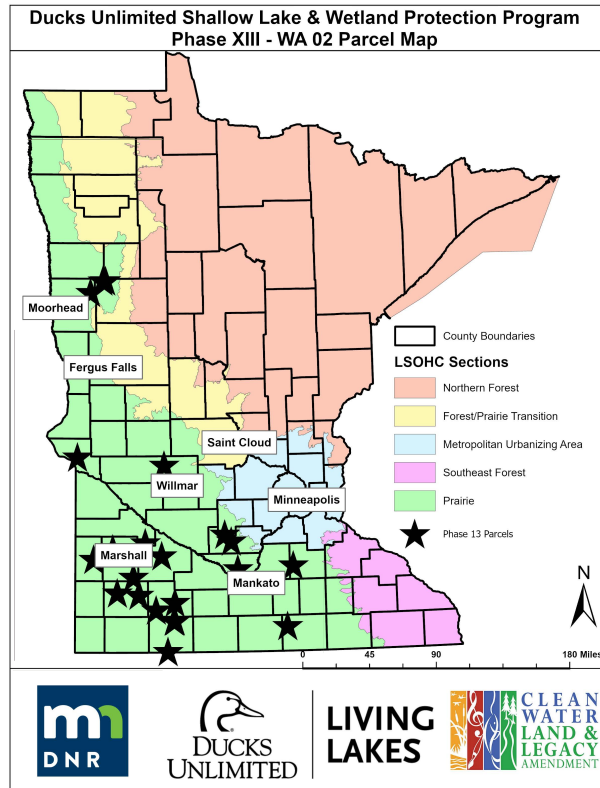 Ducks Unlimited Shallow Lake & Wetland Protection Program
Phase XIII - WA 02 Parcel Map
Moorhead
Fergus Falls
Saint Cloud
Willmar
Minneapolis
Marshall
Mankato
County Boundaries
LSOHC Sections
Northern Forest
Forest/Prairie Transition
Metropolitan Urbanizing Area
Southeast Forest
Prairie
Phase 13 Parcels
N
0 45 90 180 Miles
mn
DNR
DUCKS
UNLIMITED
LIVING
LAKES
CLEAN
WATER
LAND &
LEGACY
AMENDMENT